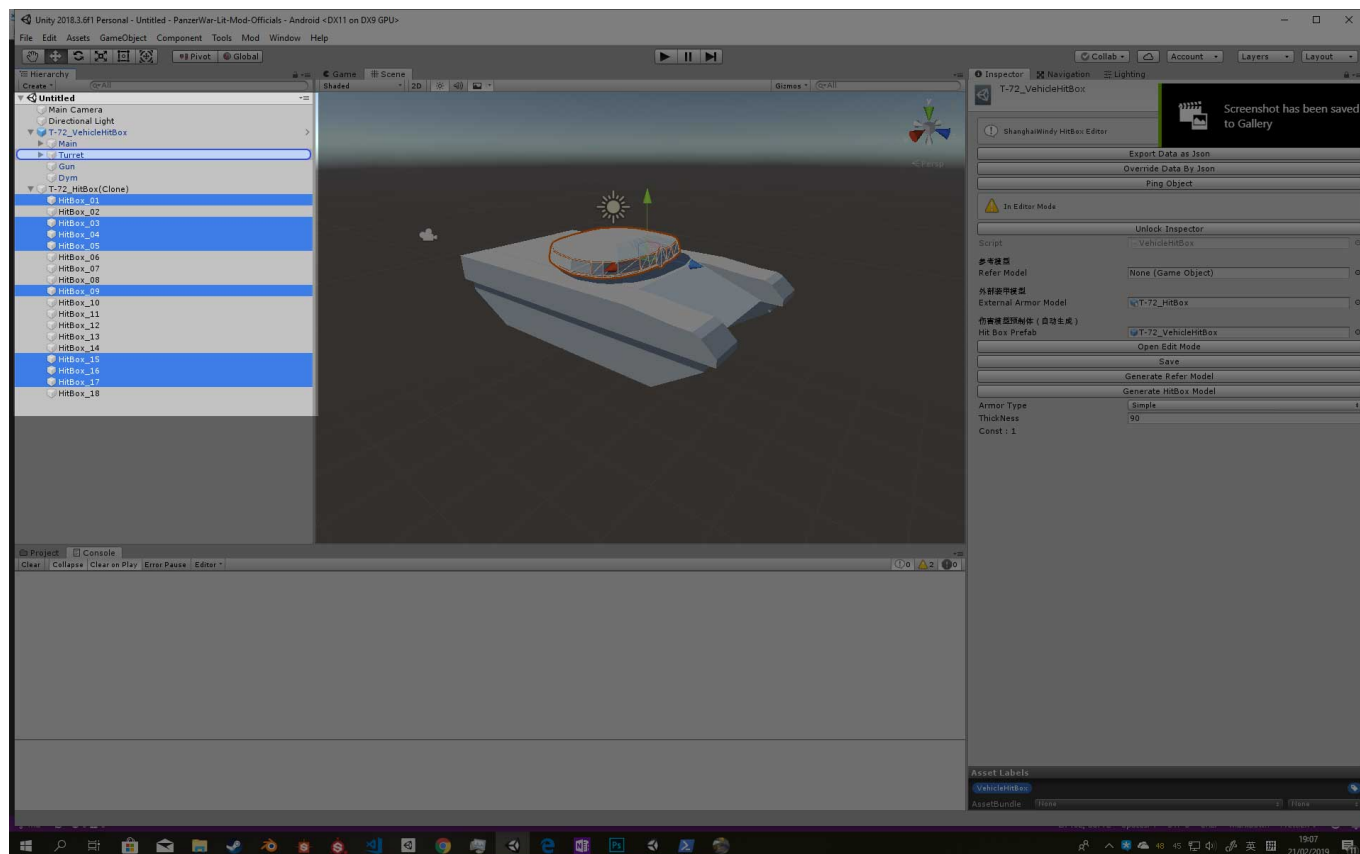 Unity 2018.3.6f1 Personal - Untitled - PanzerWar-Lit-Mod-Officials - Android <DX11 on DX9 GPU>
File Edit Assets GameObject Component Tools Mod Window Help
Pivot Global Collab Account Layers Layout
Hierarchy
Create All
Untitled
Main Camera
Directional Light
T-72_VehicleHitBox
Main
Turret
Gun
Dym
T-72_HitBox(Clone)
HitBox_01
HitBox_02
HitBox_03
HitBox_04
HitBox_05
HitBox_06
HitBox_07
HitBox_08
HitBox_09
HitBox_10
HitBox_11
HitBox_12
HitBox_13
HitBox_14
HitBox_15
HitBox_16
HitBox_17
HitBox_18
Game Scene
Shaded 2D Gizmos All
y
Persp
Inspector Navigation Lighting
T-72_VehicleHitBox
Screenshot has been saved
to Gallery
ShanghaiWindy HitBox Editor
Export Data as Json
Override Data By Json
Ping Object
In Editor Mode
Unlock Inspector
Script VehicleHitBox
参考模型
Refer Model None (Game Object)
外部装甲模型
External Armor Model T-72_HitBox
伤害模型预制体（自动生成）
Hit Box Prefab T-72_VehicleHitBox
Open Edit Mode
Save
Generate Refer Model
Generate HitBox Model
Armor Type Simple
ThickNess 90
Const : 1
Project Console
Clear Collapse Clear on Play Error Pause Editor 0 2 0
Asset Labels
VehicleHitBox
AssetBundle None None
48 45 英 19:07
21/02/2019